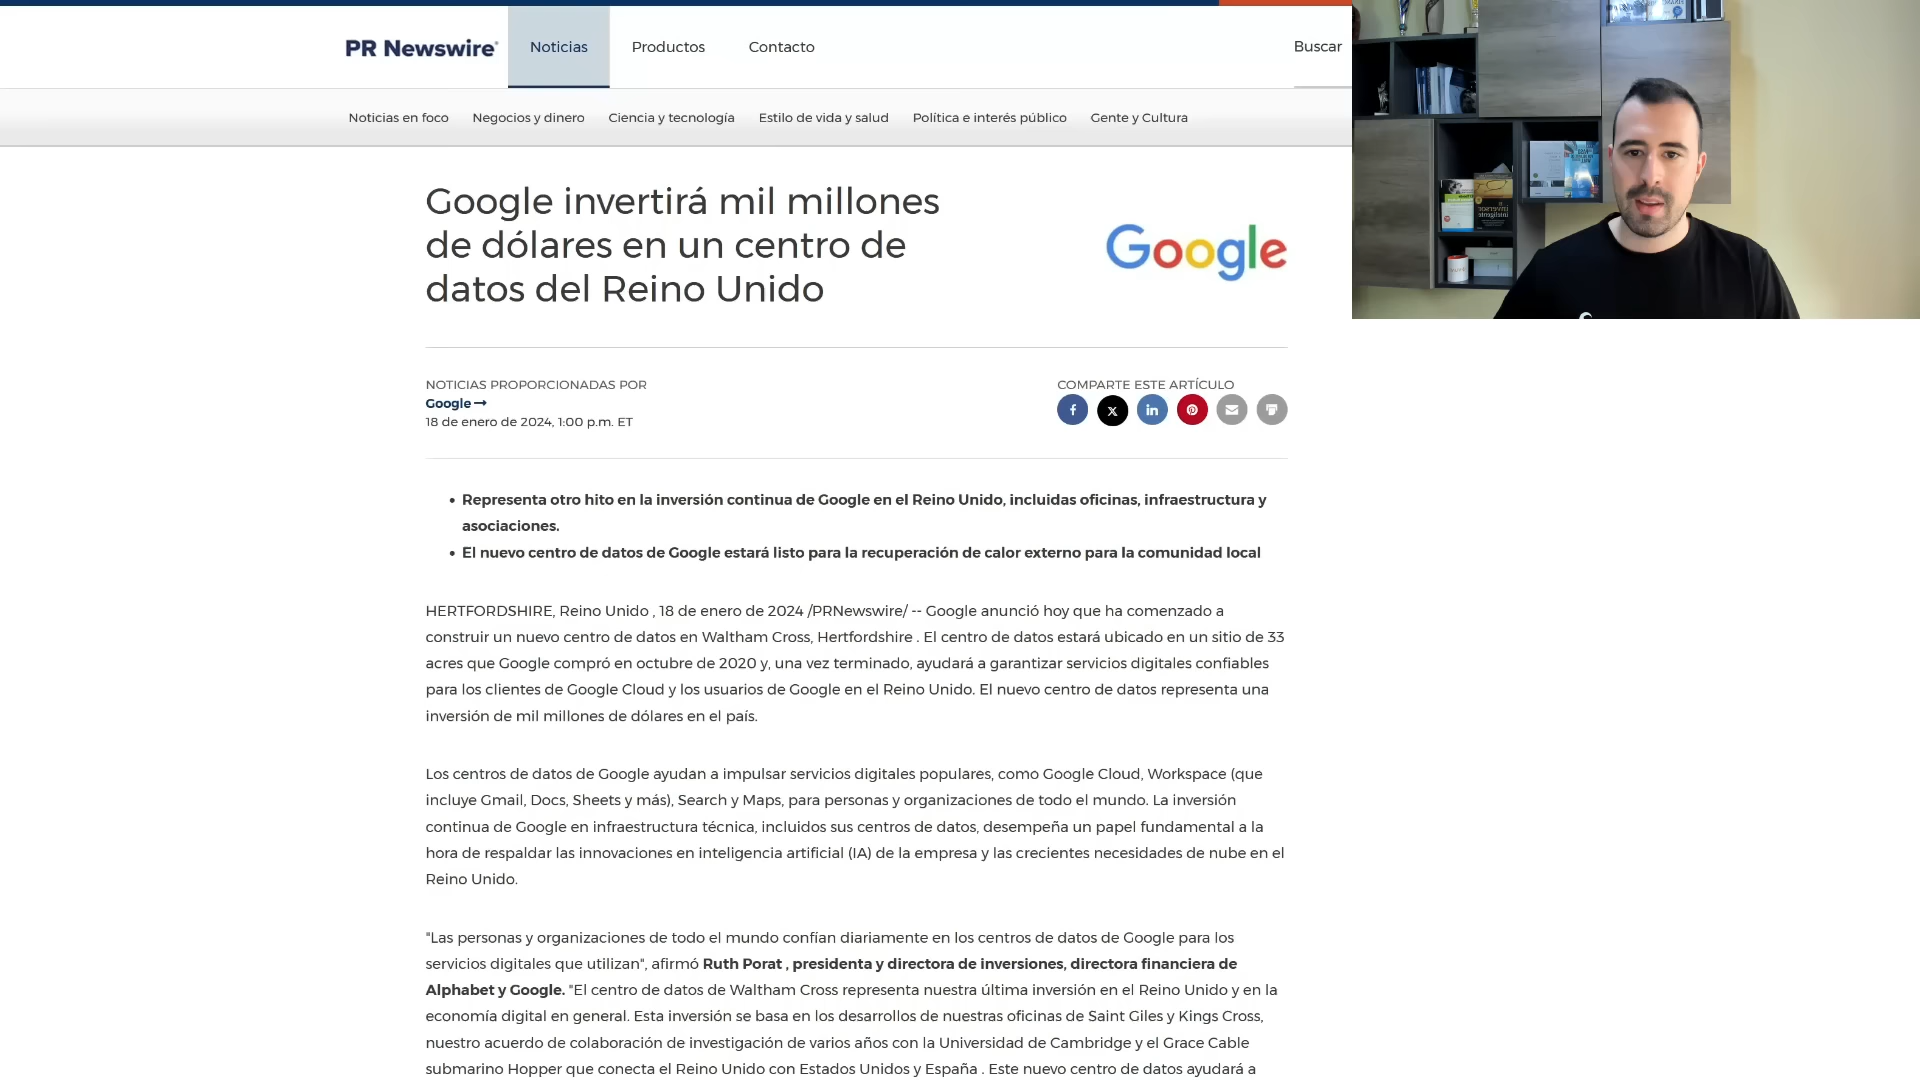 PR Newswire
Noticias
Productos
Contacto
Buscar
Noticias en foco
Negocios y dinero
Ciencia y tecnología
Estilo de vida y salud
Política e interés público
Gente y Cultura
Google invertirá mil millones
de dólares en un centro de
datos del Reino Unido
Google
NOTICIAS PROPORCIONADAS POR
Google
18 de enero de 2024, 1:00 p.m. ET
COMPARTE ESTE ARTÍCULO
• Representa otro hito en la inversión continua de Google en el Reino Unido, incluidas oficinas, infraestructura y
asociaciones.
• El nuevo centro de datos de Google estará listo para la recuperación de calor externo para la comunidad local
HERTFORDSHIRE, Reino Unido , 18 de enero de 2024 /PRNewswire/ -- Google anunció hoy que ha comenzado a
construir un nuevo centro de datos en Waltham Cross, Hertfordshire . El centro de datos estará ubicado en un sitio de 33
acres que Google compró en octubre de 2020 y, una vez terminado, ayudará a garantizar servicios digitales confiables
para los clientes de Google Cloud y los usuarios de Google en el Reino Unido. El nuevo centro de datos representa una
inversión de mil millones de dólares en el país.
Los centros de datos de Google ayudan a impulsar servicios digitales populares, como Google Cloud, Workspace (que
incluye Gmail, Docs, Sheets y más), Search y Maps, para personas y organizaciones de todo el mundo. La inversión
continua de Google en infraestructura técnica, incluidos sus centros de datos, desempeña un papel fundamental a la
hora de respaldar las innovaciones en inteligencia artificial (IA) de la empresa y las crecientes necesidades de nube en el
Reino Unido.
"Las personas y organizaciones de todo el mundo confían diariamente en los centros de datos de Google para los
servicios digitales que utilizan", afirmó Ruth Porat , presidenta y directora de inversiones, directora financiera de
Alphabet y Google. "El centro de datos de Waltham Cross representa nuestra última inversión en el Reino Unido y en la
economía digital en general. Esta inversión se basa en los desarrollos de nuestras oficinas de Saint Giles y Kings Cross,
nuestro acuerdo de colaboración de investigación de varios años con la Universidad de Cambridge y el Grace Cable
submarino Hopper que conecta el Reino Unido con Estados Unidos y España . Este nuevo centro de datos ayudará a